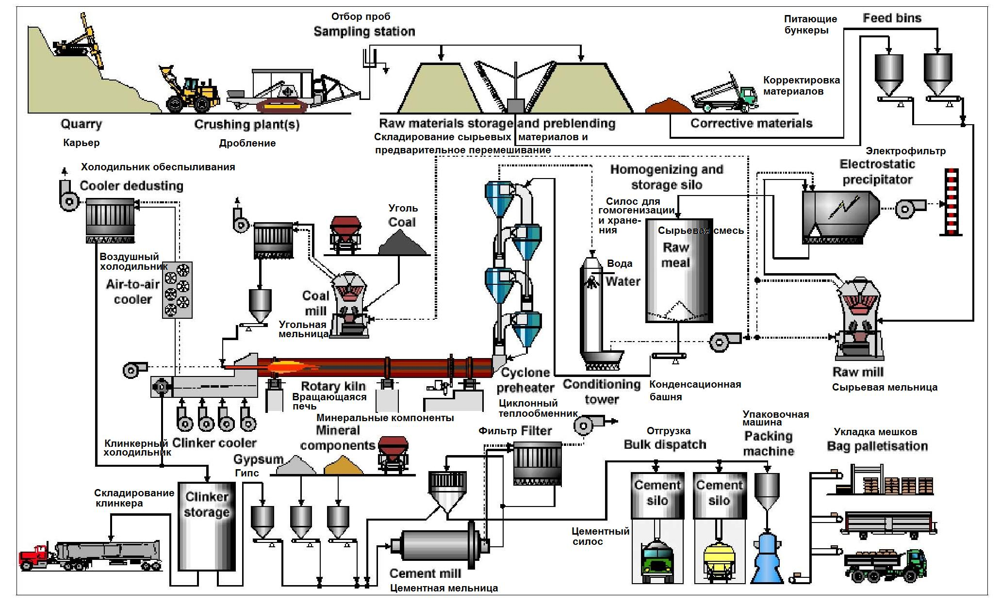 Отбор проб
Sampling station
Питающие
бункеры
Feed bins
Корректировка
материалов
Quarry
Карьер
Crushing plant(s)
Дробление
Raw materials storage and preblending
Складирование сырьевых материалов и
предварительное перемешивание
Corrective materials
Электрофильтр
Electrostatic
precipitator
Холодильник обеспыливания
Cooler dedusting
Homogenizing and
storage silo
Силос для
гомогенизации
и хране-
ния
Уголь
Coal
Сырьевая смесь
Raw
meal
Воздушный
холодильник
Air-to-air
cooler
Вода
Water
Coal
mill
Угольная
мельница
Rotary kiln
Вращающаяся
печь
Cyclone
preheater
Циклонный
теплообменник
Conditioning
tower
Конденсационная
башня
Raw mill
Сырьевая мельница
Минеральные компоненты
Mineral
components
Клинкерный
холодильник
Clinker cooler
Gypsum
Гипс
Фильтр Filter
Отгрузка
Bulk dispatch
Упаковочная
машина
Packing
machine
Укладка мешков
Bag palletisation
Складирование
клинкера
Clinker
storage
Cement
silo
Cement
silo
Цементный
силос
Cement mill
Цементная мельница